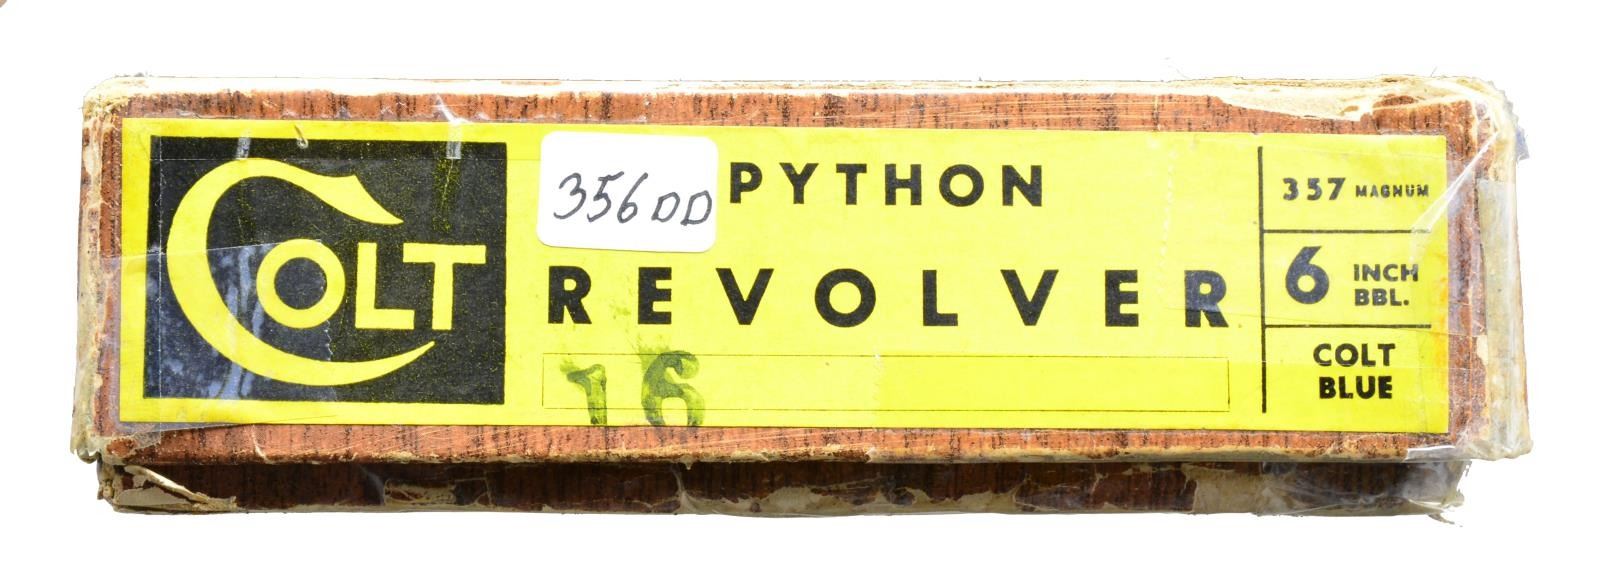 COLT
356DD
PYTHON
REVOLVER
16
357 MAGNUM
6 INCH
BBL.
COLT
BLUE